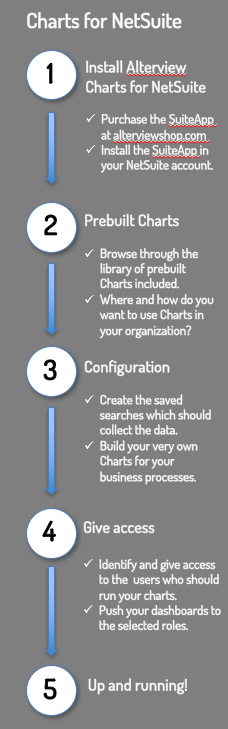 Charts for NetSuite
1
Install Alterview
Charts for NetSuite
✓ Purchase the SuiteApp
at alterviewshop.com
✓ Install the SuiteApp in
your NetSuite account.
2
Prebuilt Charts
✓ Browse through the
library of prebuilt
Charts included.
✓ Where and how do you
want to use Charts in
your organization?
3
Configuration
✓ Create the saved
searches which should
collect the data.
✓ Build your very own
Charts for your
business processes.
4
Give access
✓ Identify and give access
to the users who should
run your charts.
✓ Push your dashboards to
the selected roles.
5
Up and running!